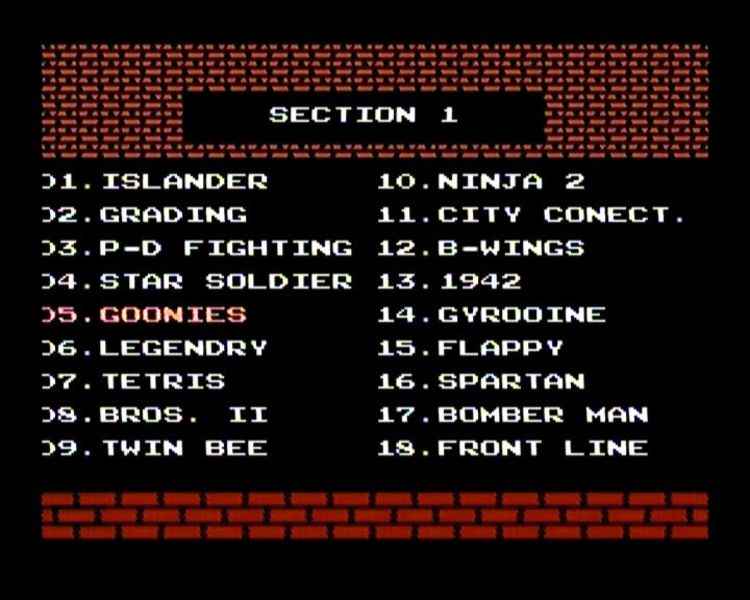 SECTION 1
01.ISLANDER
02.GRADING
03.P-D FIGHTING
04.STAR SOLDIER
05.GOONIES
06.LEGENDRY
07.TETRIS
08.BROS. II
09.TWIN BEE
10.NINJA 2
11.CITY CONECT.
12.B-WINGS
13.1942
14.GYROOINE
15.FLAPPY
16.SPARTAN
17.BOMBER MAN
18.FRONT LINE